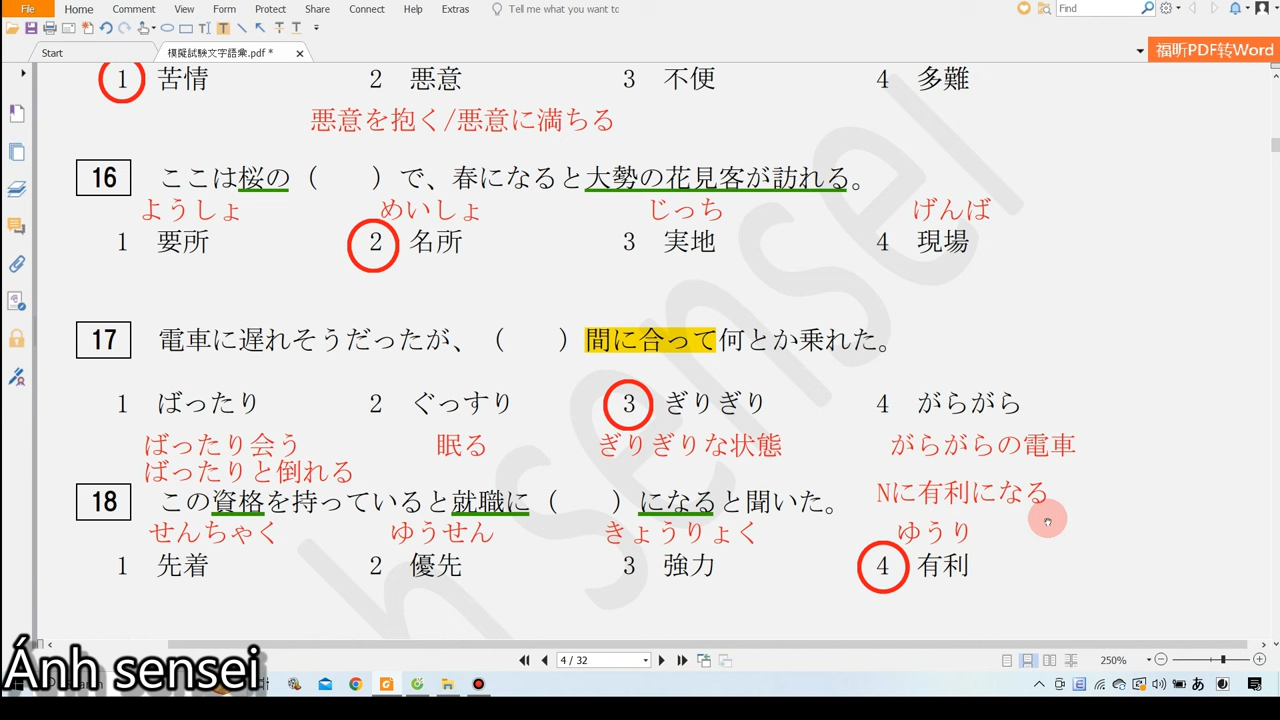 File Home Comment View Form Protect Share Connect Help Extras Tell me what you want to Find
Start 模擬試験文字語彙.pdf * 福昕PDF转Word
1 苦情 2 悪意 3 不便 4 多難
悪意を抱く/悪意に満ちる
16 ここは桜の（ ）で、春になると大勢の花見客が訪れる。
ようしょ めいしょ じっち げんば
1 要所 2 名所 3 実地 4 現場
17 電車に遅れそうだったが、（ ）間に合って何とか乗れた。
1 ばったり 2 ぐっすり 3 ぎりぎり 4 がらがら
ばったり会う 眠る ぎりぎりな状態 がらがらの電車
ばったりと倒れる
18 この資格を持っていると就職に（ ）になると聞いた。 Nに有利になる
せんちゃく ゆうせん きょうりょく ゆうり
1 先着 2 優先 3 強力 4 有利
h sensei
4 / 32 250%
Ánh sensei
あ